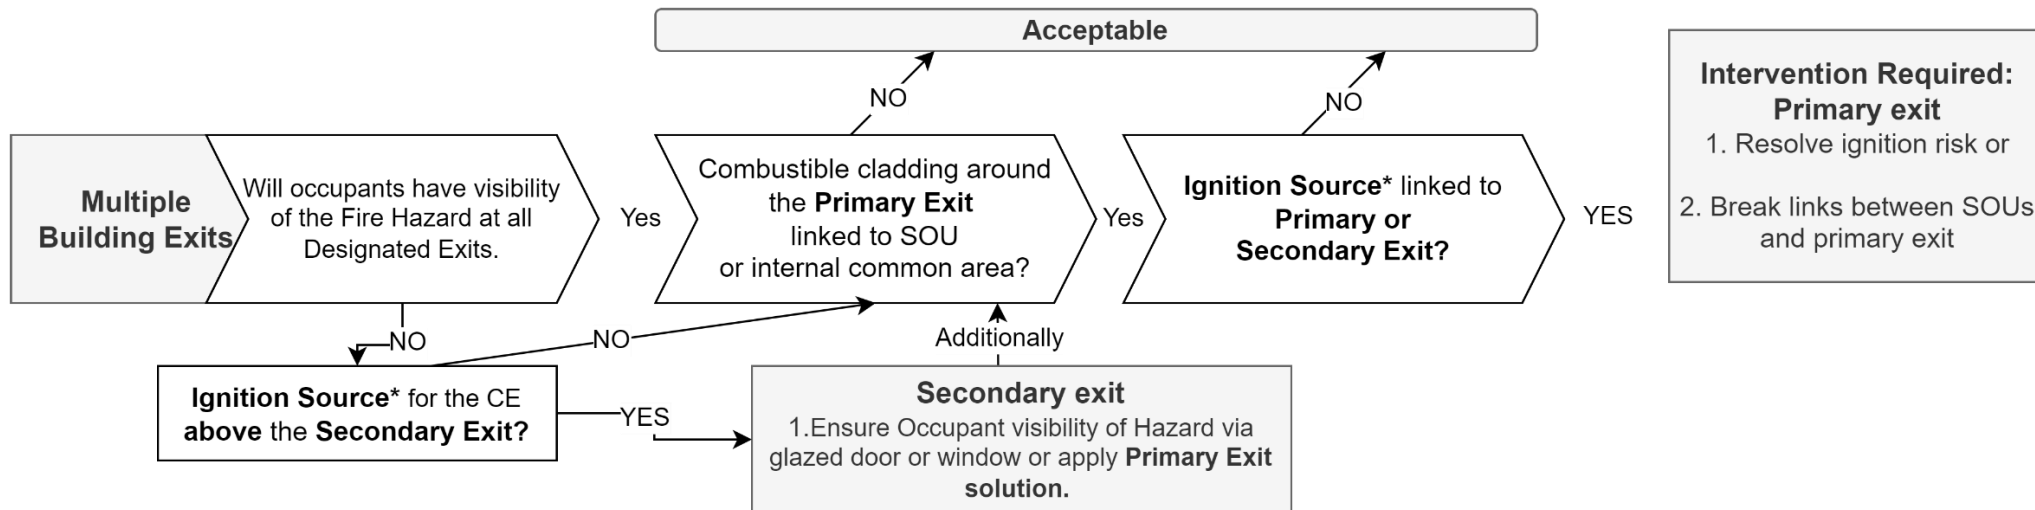 Acceptable
NO
NO
Intervention Required:
Primary exit
1. Resolve ignition risk or
2. Break links between SOUs
and primary exit
Multiple
Building Exits
Will occupants have visibility
of the Fire Hazard at all
Designated Exits.
Yes
Combustible cladding around
the Primary Exit
linked to SOU
or internal common area?
Yes
Ignition Source* linked to
Primary or
Secondary Exit?
YES
NO
NO
Additionally
Ignition Source* for the CE
above the Secondary Exit?
YES
Secondary exit
1.Ensure Occupant visibility of Hazard via
glazed door or window or apply Primary Exit
solution.